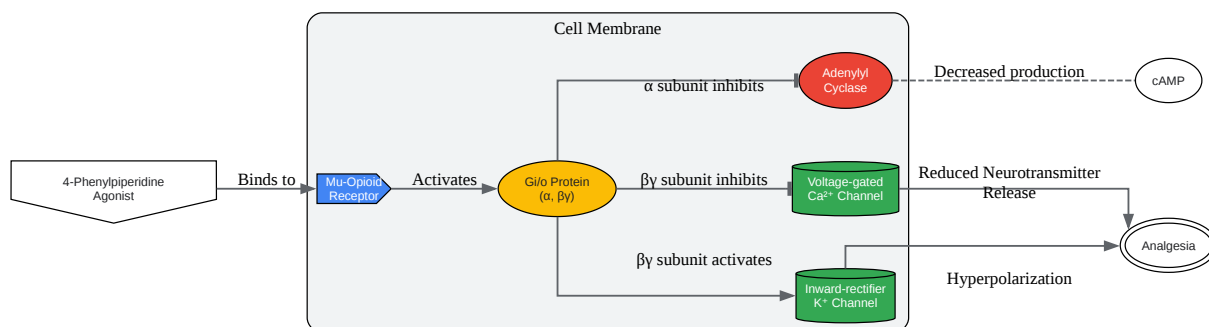 Cell Membrane
α subunit inhibits
Adenylyl
Cyclase
Decreased production
cAMP
4-Phenylpiperidine
Agonist
Binds to
Mu-Opioid
Receptor
Activates
Gi/o Protein
(α, βγ)
βγ subunit inhibits
Voltage-gated
Ca²⁺ Channel
Reduced Neurotransmitter
Release
Analgesia
βγ subunit activates
Inward-rectifier
K⁺ Channel
Hyperpolarization